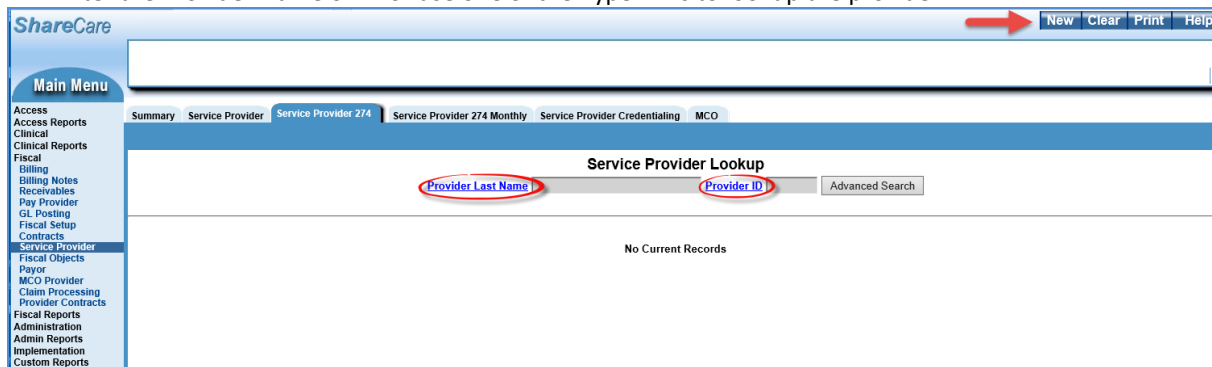 ShareCare
New Clear Print Help
Main Menu
Access
Access Reports
Clinical
Clinical Reports
Fiscal
Billing
Billing Notes
Receivables
Pay Provider
GL Posting
Fiscal Setup
Contracts
Service Provider
Fiscal Objects
Payor
MCO Provider
Claim Processing
Provider Contracts
Fiscal Reports
Administration
Admin Reports
Implementation
Custom Reports
Summary Service Provider Service Provider 274 Service Provider 274 Monthly Service Provider Credentialing MCO
Service Provider Lookup
Provider Last Name Provider ID Advanced Search
No Current Records